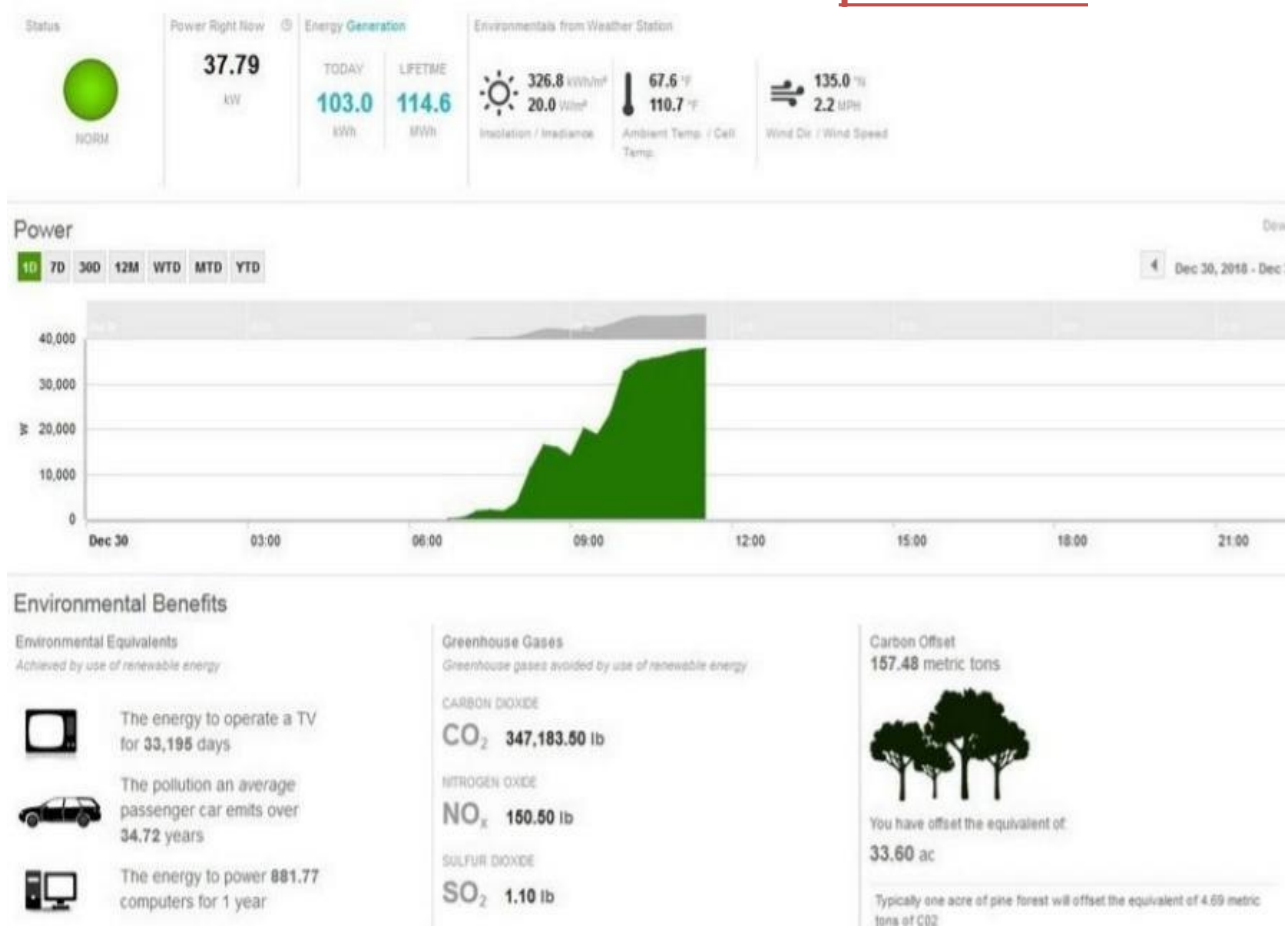 Status
NORM
Power Right Now
37.79
kW
Energy Generation
TODAY
103.0
kWh
LIFETIME
114.6
MWh
Environmentals from Weather Station
326.8 kWh/m²
20.0 W/m²
Insolation / Irradiance
67.6 °F
110.7 °F
Ambient Temp. / Cell
Temp.
135.0 °N
2.2 MPH
Wind Dir. / Wind Speed
Power
1D 7D 30D 12M WTD MTD YTD
Dec 30, 2018 - Dec
40,000
30,000
20,000
10,000
0
W
Dec 30 03:00 06:00 09:00 12:00 15:00 18:00 21:00
Environmental Benefits
Environmental Equivalents
Achieved by use of renewable energy
The energy to operate a TV
for 33,195 days
The pollution an average
passenger car emits over
34.72 years
The energy to power 881.77
computers for 1 year
Greenhouse Gases
Greenhouse gases avoided by use of renewable energy
CARBON DIOXIDE
CO₂ 347,183.50 lb
NITROGEN OXIDE
NOₓ 150.50 lb
SULFUR DIOXIDE
SO₂ 1.10 lb
Carbon Offset
157.48 metric tons
You have offset the equivalent of:
33.60 ac
Typically one acre of pine forest will offset the equivalent of 4.69 metric
tons of C02